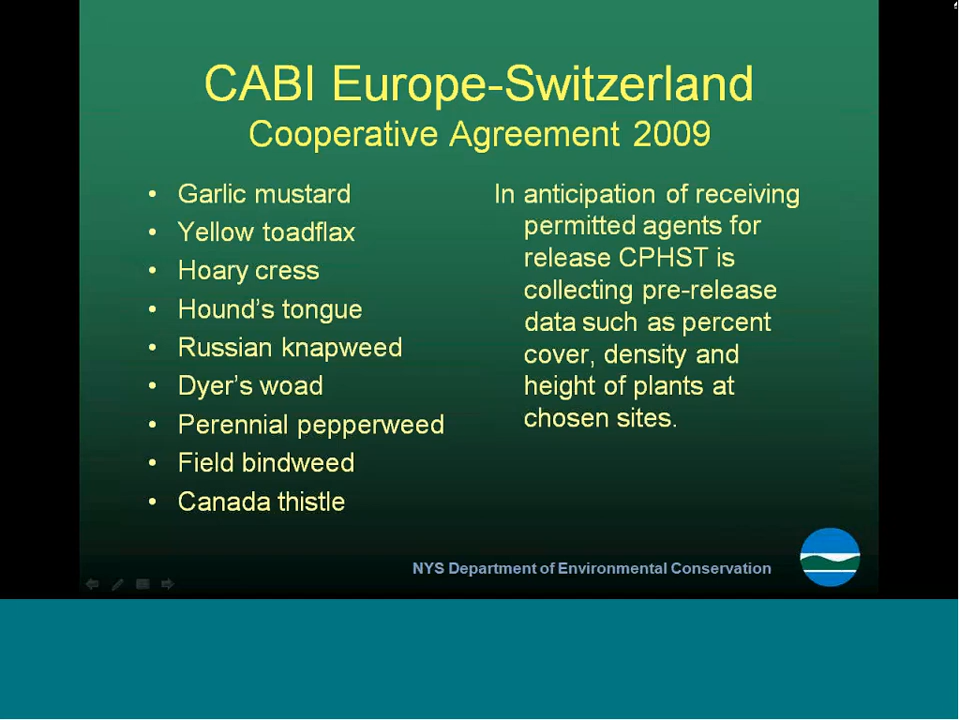 CABI Europe-Switzerland
Cooperative Agreement 2009
• Garlic mustard
• Yellow toadflax
• Hoary cress
• Hound's tongue
• Russian knapweed
• Dyer's woad
• Perennial pepperweed
• Field bindweed
• Canada thistle
In anticipation of receiving
permitted agents for
release CPHST is
collecting pre-release
data such as percent
cover, density and
height of plants at
chosen sites.
NYS Department of Environmental Conservation